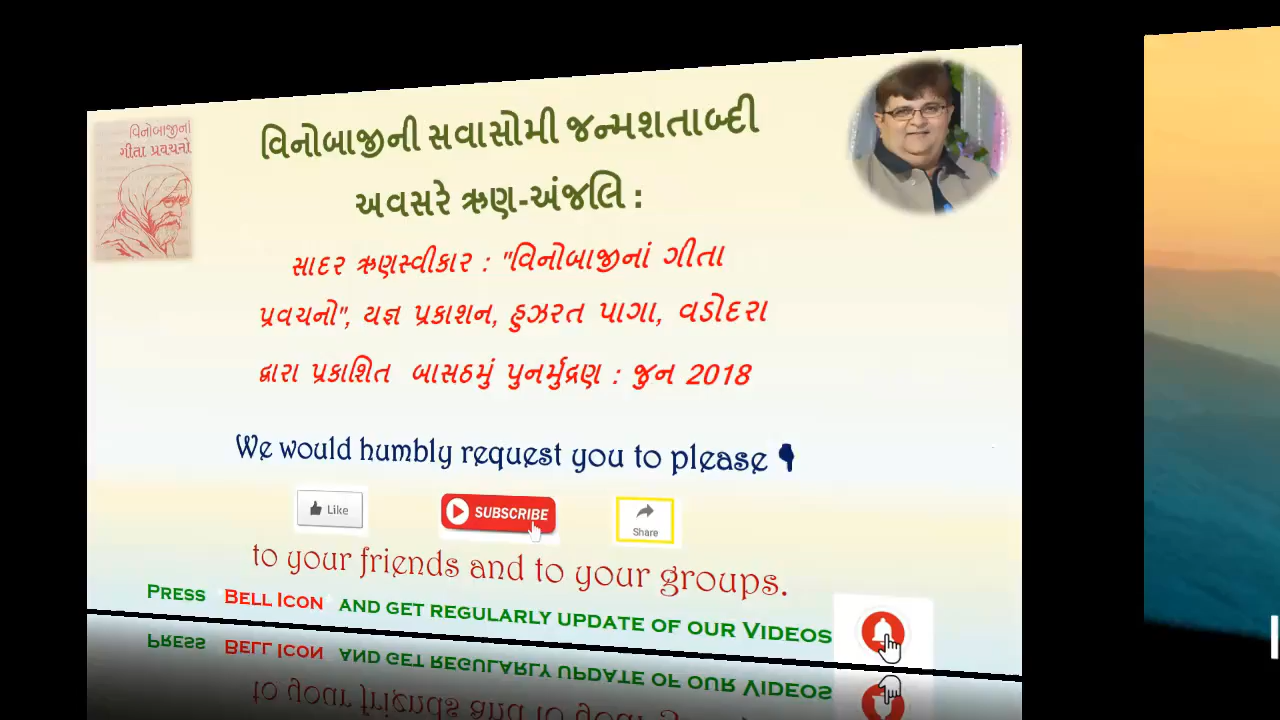 વિનોબાજીનાં
ગીતા પ્રવચનો
વિનોબાજીની સવાસોમી જન્મશતાબ્દી
અવસરે ઋણ-અંજલિ :
સાદર ઋણસ્વીકાર : "વિનોબાજીનાં ગીતા
પ્રવચનો", યજ્ઞ પ્રકાશન, હુઝરત પાગા, વડોદરા
દ્વારા પ્રકાશિત બાસઠમું પુનર્મુદ્રણ : જુન 2018
We would humbly request you to please
Like
SUBSCRIBE
Share
to your friends and to your groups.
PRESS BELL ICON AND GET REGULARLY UPDATE OF OUR VIDEOS